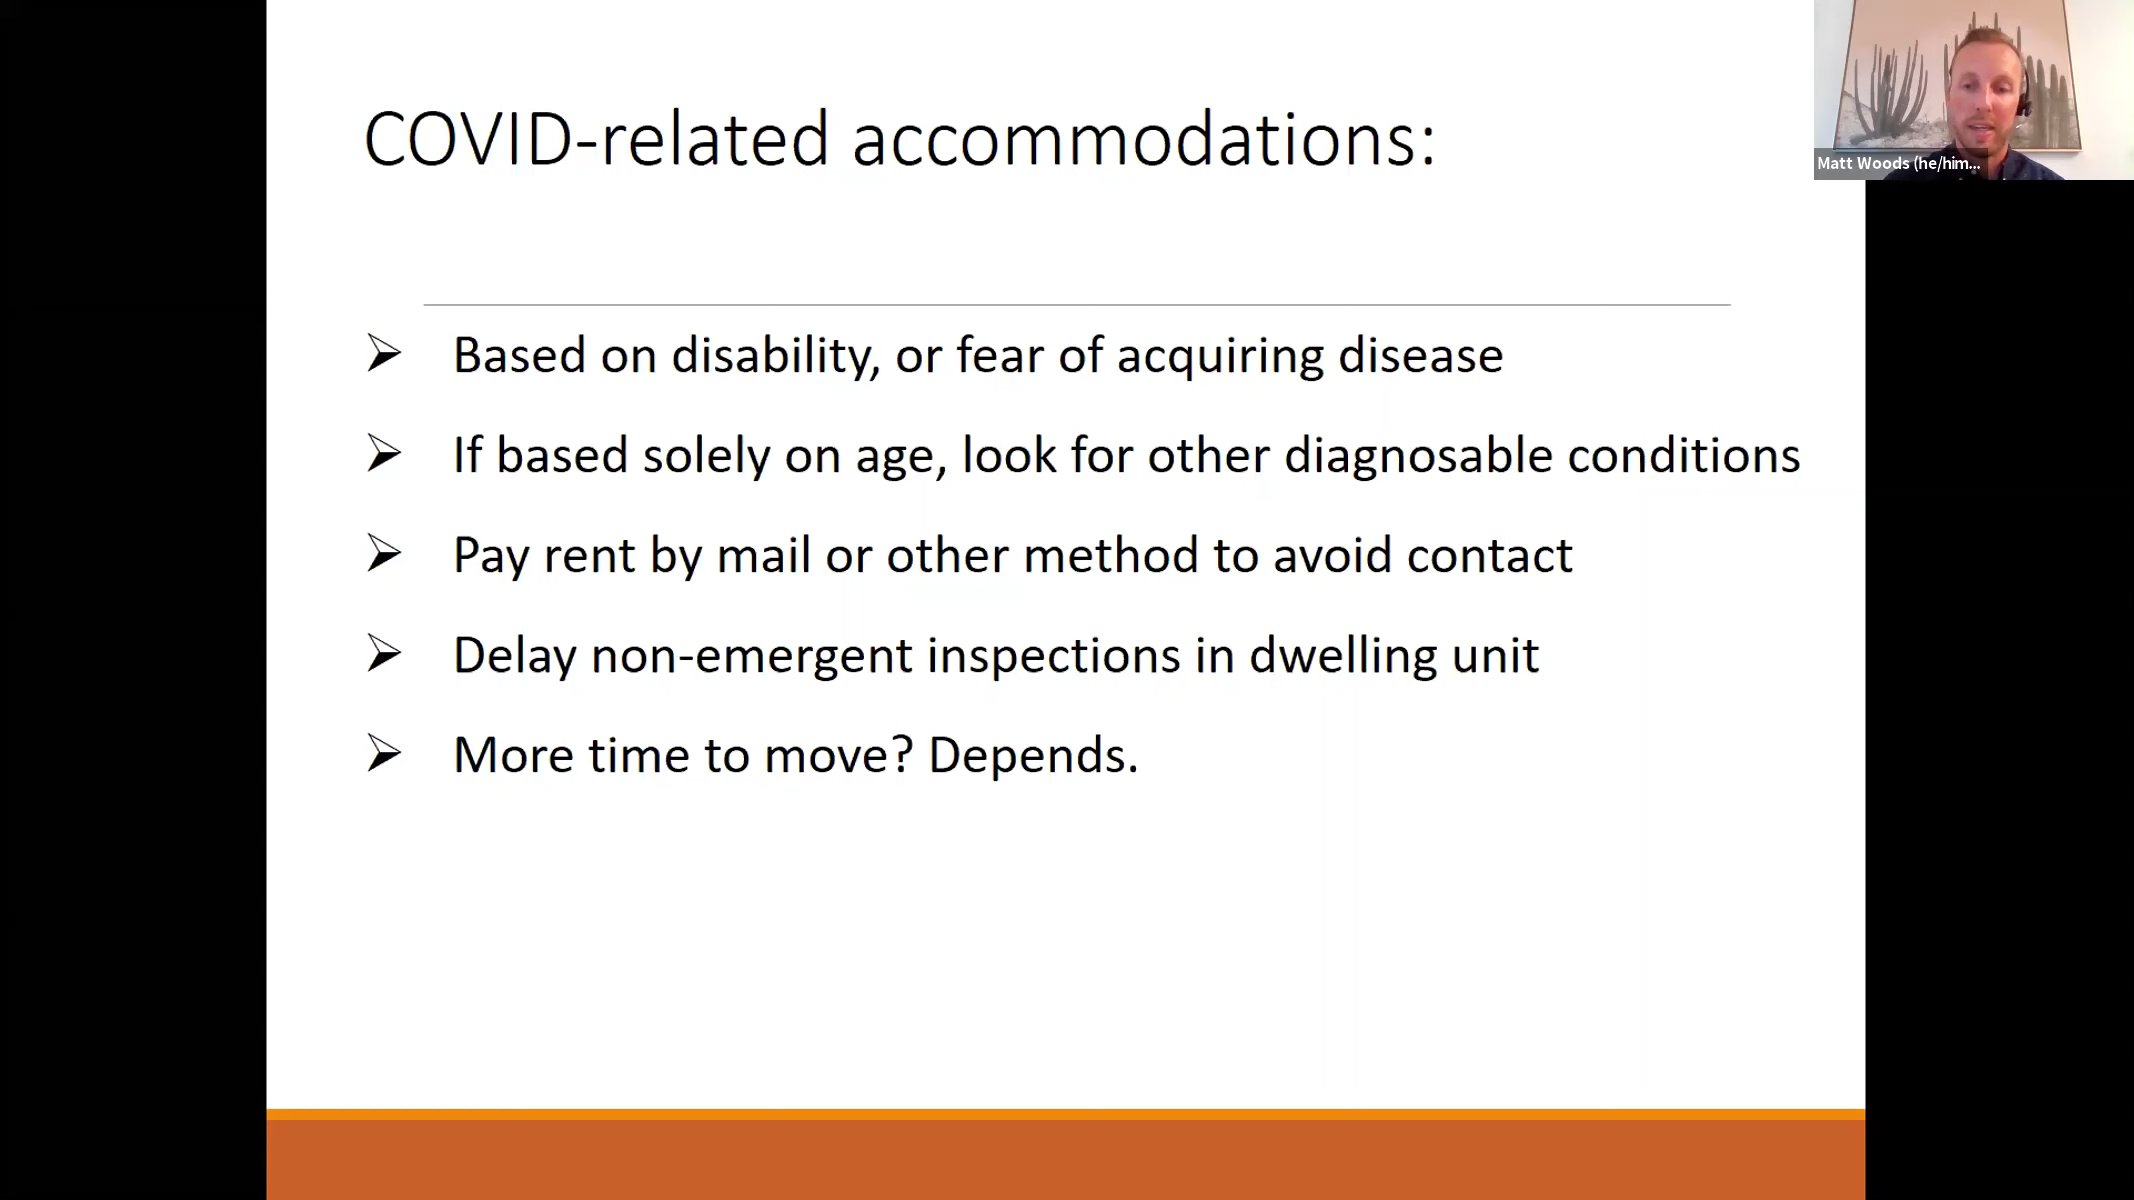 COVID-related accommodations:
Matt Woods (he/him...
Based on disability, or fear of acquiring disease
If based solely on age, look for other diagnosable conditions
Pay rent by mail or other method to avoid contact
Delay non-emergent inspections in dwelling unit
More time to move? Depends.